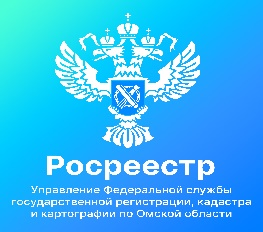 Росреестр
Управление Федеральной службы
государственной регистрации, кадастра
и картографии по Омской области